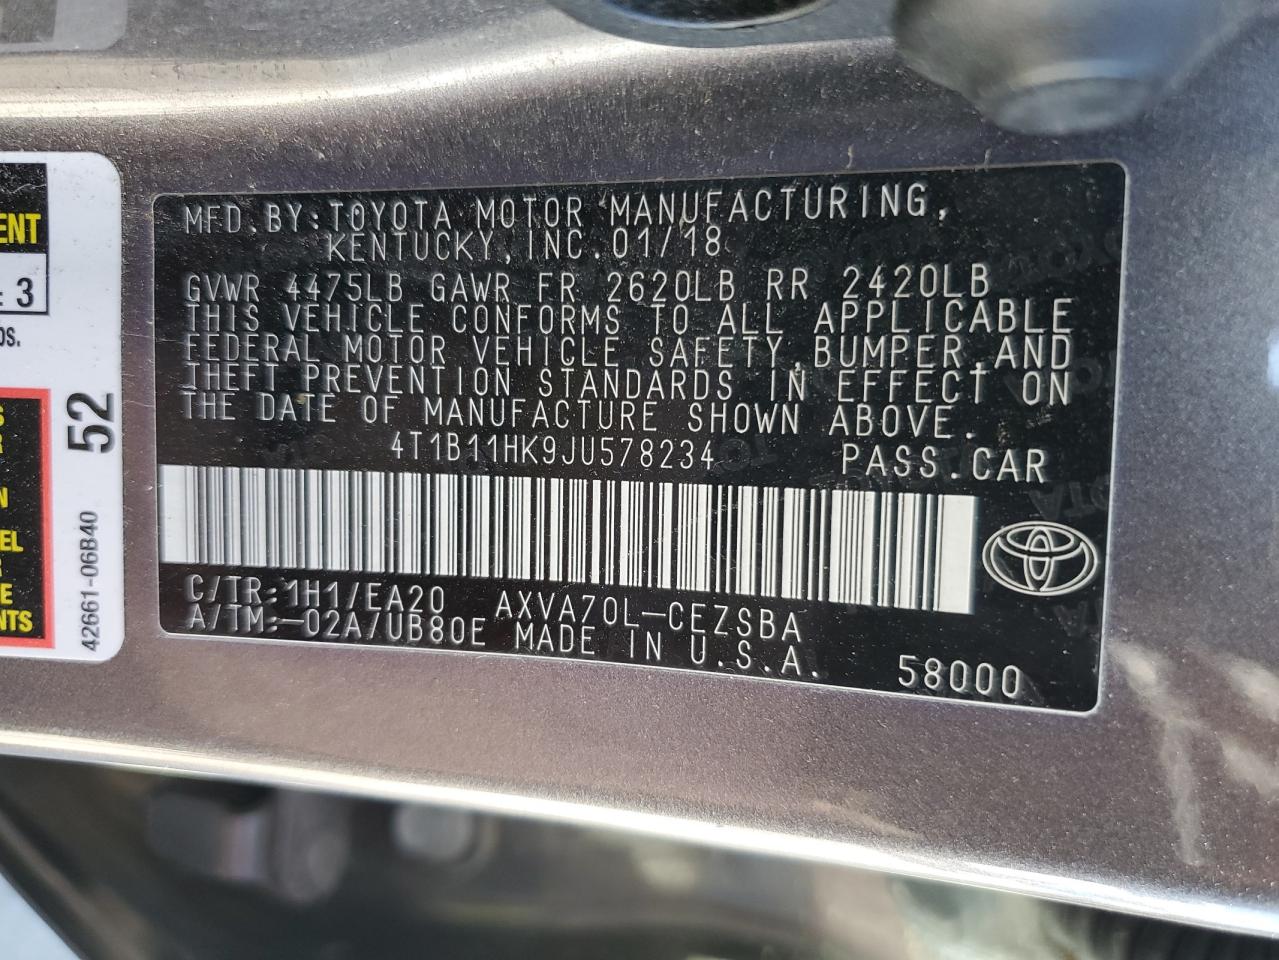 MFD.BY:TOYOTA MOTOR MANUFACTURING,
KENTUCKY,INC.01/18
GVWR 4475LB GAWR FR 2620LB RR 2420LB
THIS VEHICLE CONFORMS TO ALL APPLICABLE
FEDERAL MOTOR VEHICLE SAFETY,BUMPER,AND
THEFT PREVENTION STANDARDS IN EFFECT ON
THE DATE OF MANUFACTURE SHOWN ABOVE.
4T1B11HK9JU578234 PASS.CAR
C/TR:1H1/EA20 AXVA70L-CEZSBA
A/TM:-02A/UB80E MADE IN U.S.A. 58000
3
52
42661-06B40